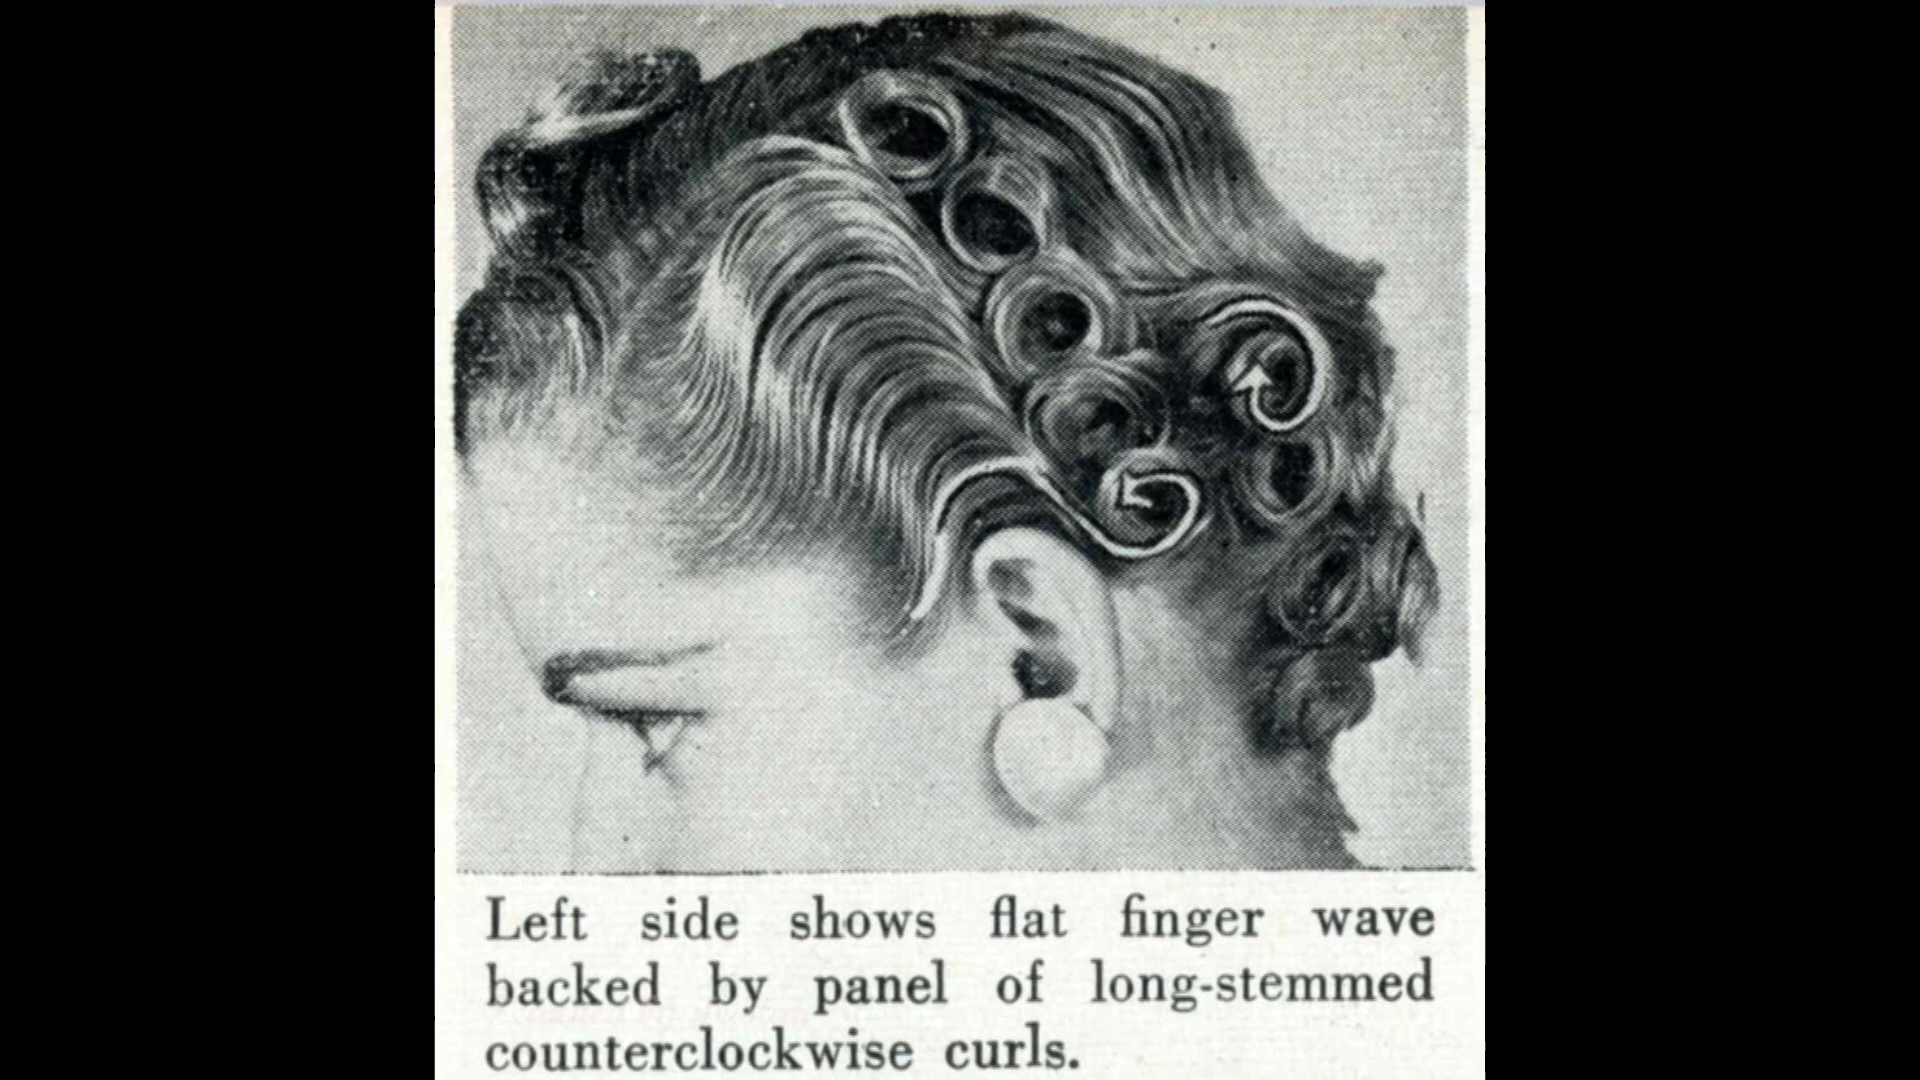 Left side shows flat finger wave
backed by panel of long-stemmed
counterclockwise curls.